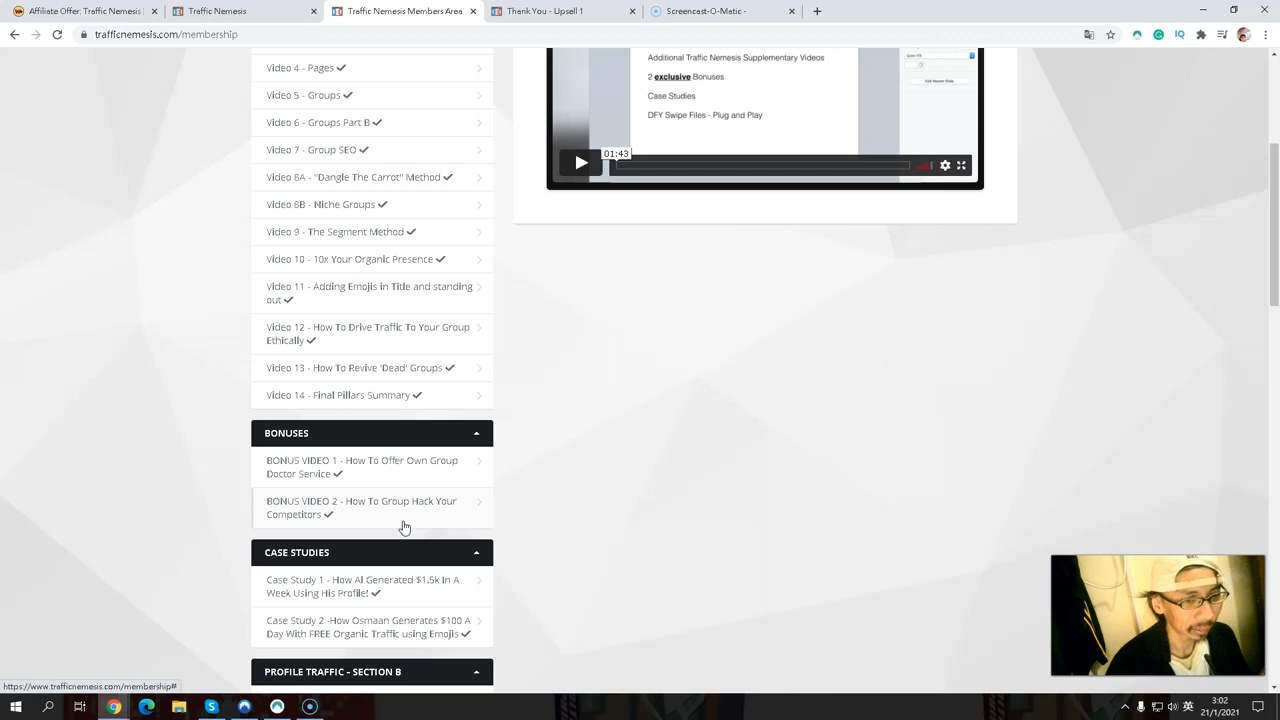 Affiliate Offer: Traffic Nemesis
Traffic Nemesis
Traffic Nemesis Members Area
Thank You - Upsell 1
Screencast-O-Matic -
trafficnemesis.com/membership
Video 4 - Pages
Video 5 - Groups
Video 6 - Groups Part B
Video 7 - Group SEO
Video 8A - "Dangle The Carrot" Method
Video 8B - Niche Groups
Video 9 - The Segment Method
Video 10 - 10x Your Organic Presence
Video 11 - Adding Emojis in Title and standing
out
Video 12 - How To Drive Traffic To Your Group
Ethically
Video 13 - How To Revive 'Dead' Groups
Video 14 - Final Pillars Summary
BONUSES
BONUS VIDEO 1 - How To Offer Own Group
Doctor Service
BONUS VIDEO 2 - How To Group Hack Your
Competitors
CASE STUDIES
Case Study 1 - How Al Generated $1.5k In A
Week Using His Profile!
Case Study 2 -How Osmaan Generates $100 A
Day With FREE Organic Traffic using Emojis
PROFILE TRAFFIC – SECTION B
Additional Traffic Nemesis Supplementary Videos
2 exclusive Bonuses
Case Studies
DFY Swipe Files - Plug and Play
Edit Master Slide
01:43
https://www.trafficnemesis.com/membership#
英
3:02
21/1/2021